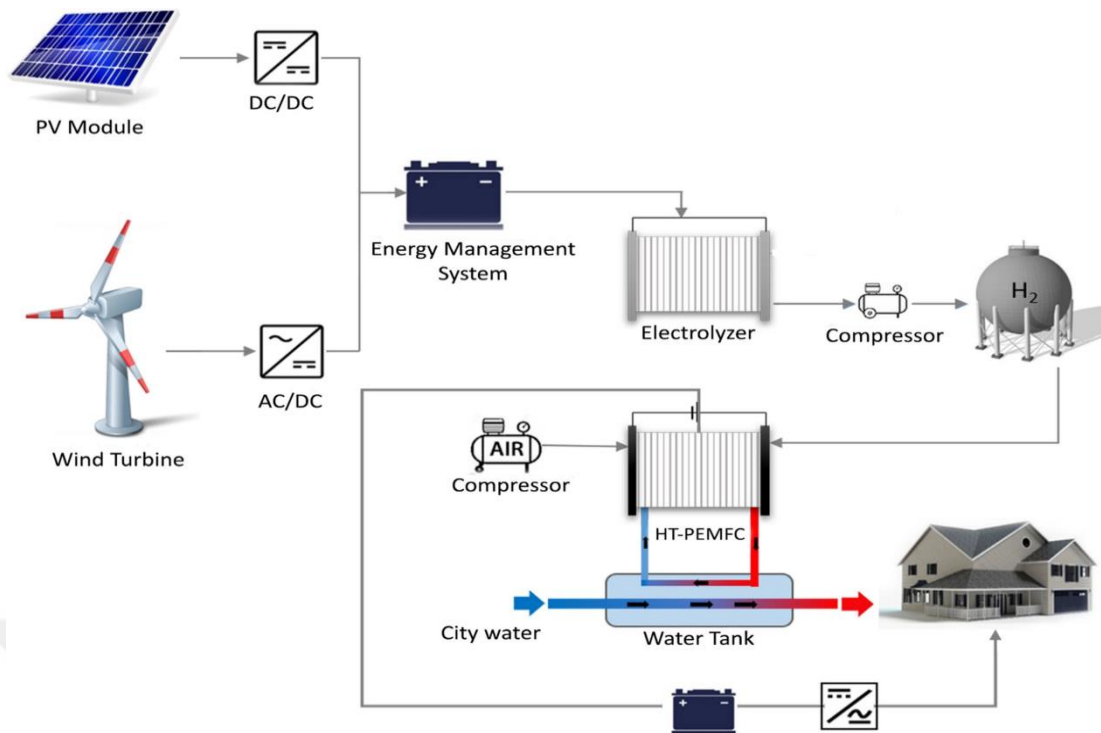 DC/DC
PV Module
+ −
Energy Management
System
H₂
Electrolyzer
Compressor
AC/DC
Wind Turbine
AIR
Compressor
HT-PEMFC
City water
Water Tank
+ −